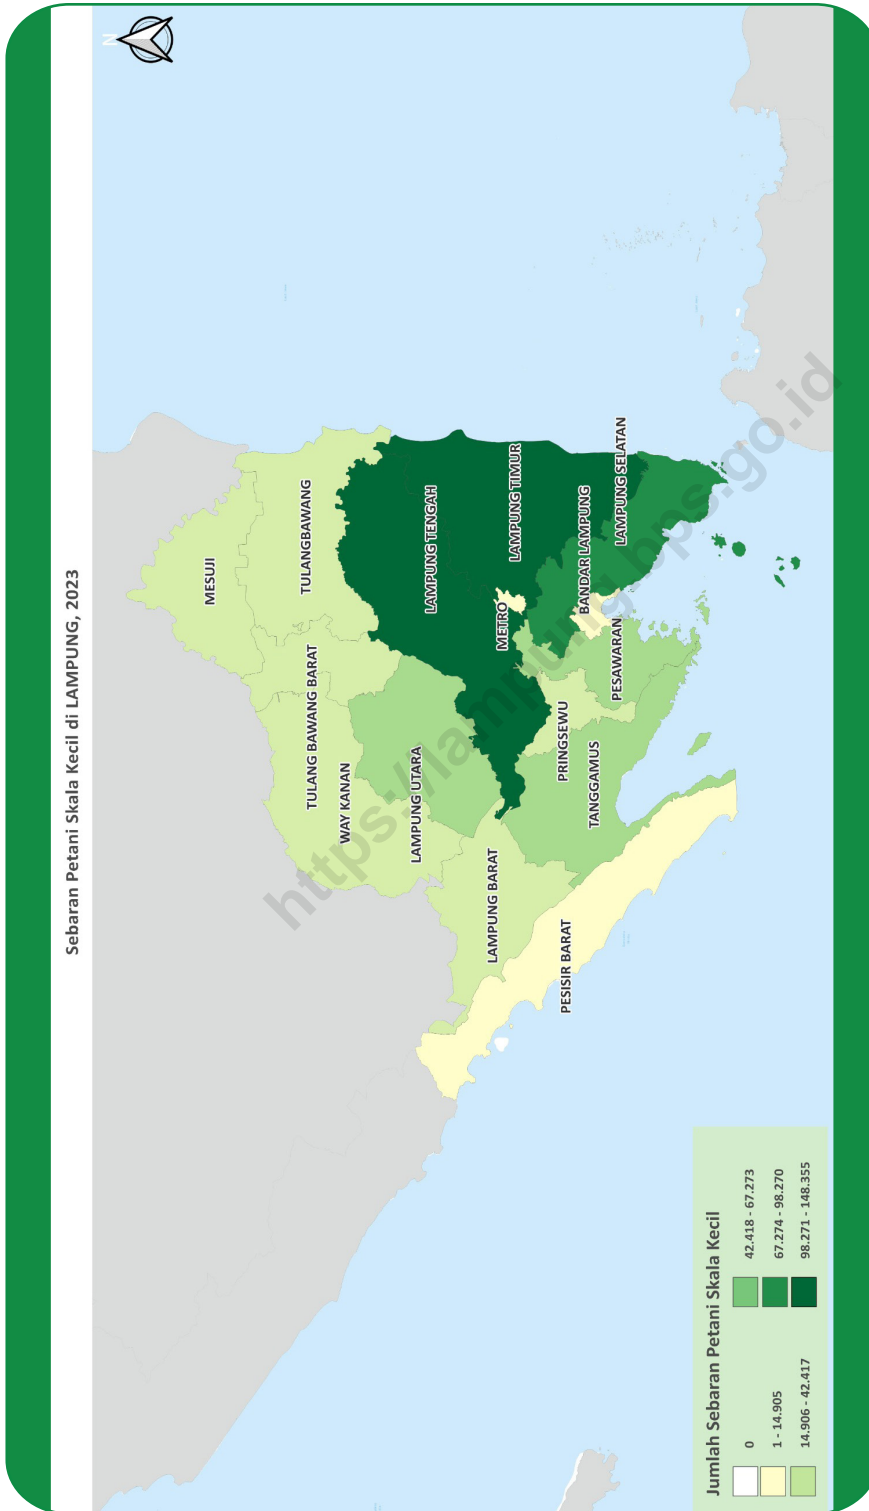 Sebaran Petani Skala Kecil di LAMPUNG, 2023
N
MESUJI
TULANGBAWANG
TULANG BAWANG BARAT
WAY KANAN
LAMPUNG UTARA
LAMPUNG TENGAH
LAMPUNG BARAT
METRO
LAMPUNG TIMUR
PRINGSEWU
PESISIR BARAT
TANGGAMUS
BANDAR LAMPUNG
PESAWARAN
LAMPUNG SELATAN
https://lampung.bps.go.id
Jumlah Sebaran Petani Skala Kecil
0
1 - 14.905
14.906 - 42.417
42.418 - 67.273
67.274 - 98.270
98.271 - 148.355